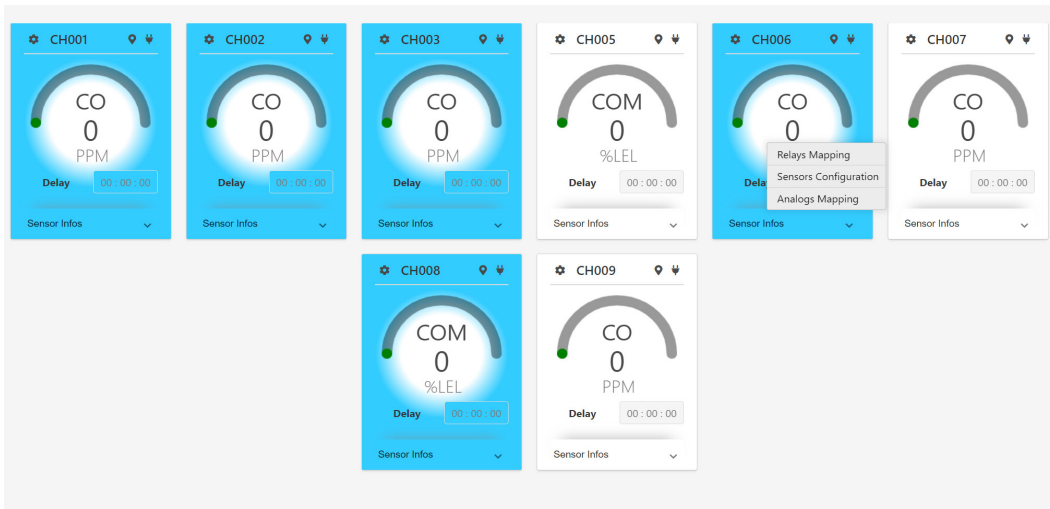 CH001
CO
0
PPM
Delay 00 : 00 : 00
Sensor Infos
CH002
CO
0
PPM
Delay 00 : 00 : 00
Sensor Infos
CH003
CO
0
PPM
Delay 00 : 00 : 00
Sensor Infos
CH005
COM
0
%LEL
Delay 00 : 00 : 00
Sensor Infos
CH006
CO
0
Relays Mapping
Sensors Configuration
Analogs Mapping
Sensor Infos
CH007
CO
0
PPM
Delay 00 : 00 : 00
Sensor Infos
CH008
COM
0
%LEL
Delay 00 : 00 : 00
Sensor Infos
CH009
CO
0
PPM
Delay 00 : 00 : 00
Sensor Infos